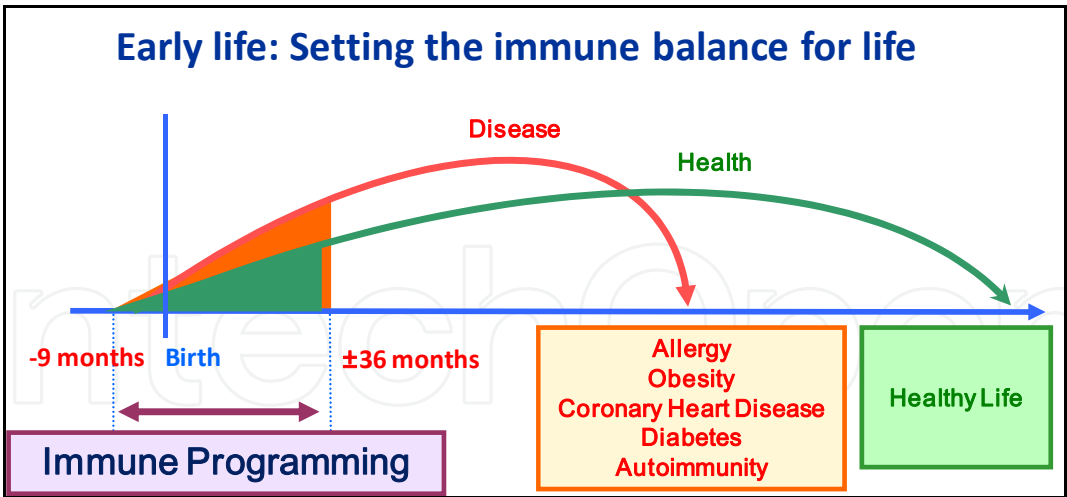 Early life: Setting the immune balance for life
Disease
Health
-9 months
Birth
±36 months
Immune Programming
Allergy
Obesity
Coronary Heart Disease
Diabetes
Autoimmunity
Healthy Life
ntechOpen